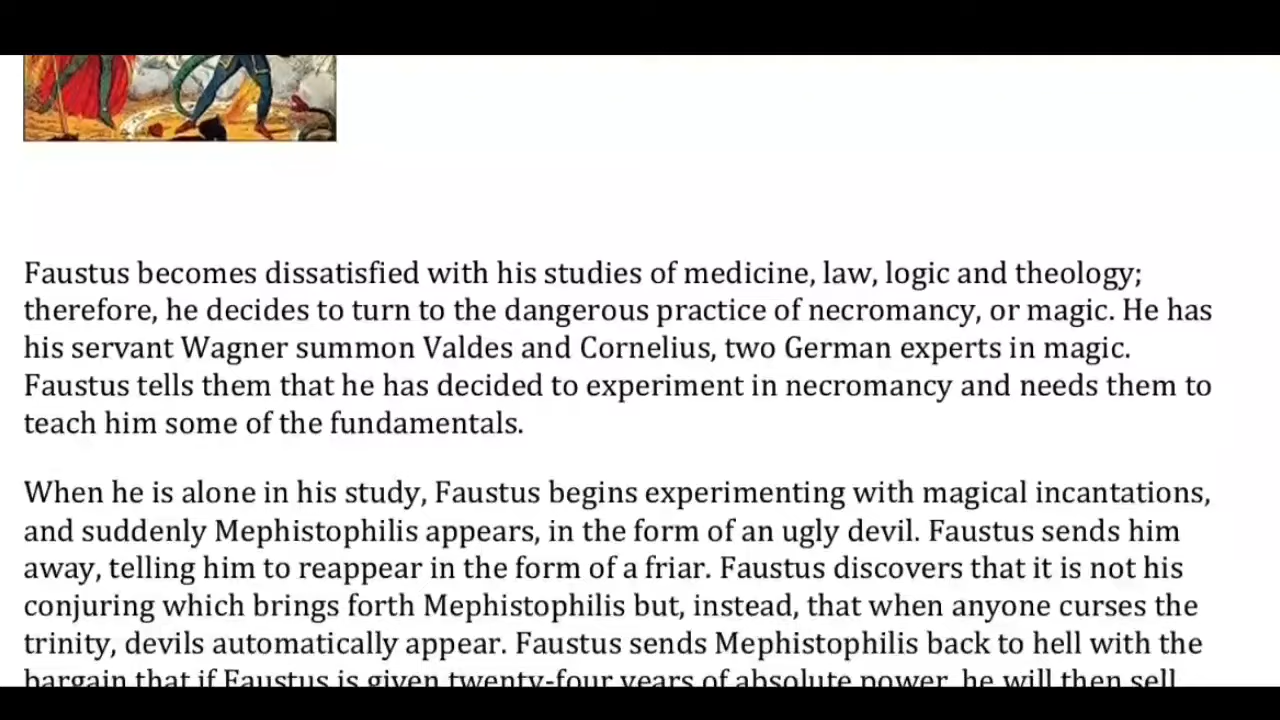 Faustus becomes dissatisfied with his studies of medicine, law, logic and theology;
therefore, he decides to turn to the dangerous practice of necromancy, or magic. He has
his servant Wagner summon Valdes and Cornelius, two German experts in magic.
Faustus tells them that he has decided to experiment in necromancy and needs them to
teach him some of the fundamentals.
When he is alone in his study, Faustus begins experimenting with magical incantations,
and suddenly Mephistophilis appears, in the form of an ugly devil. Faustus sends him
away, telling him to reappear in the form of a friar. Faustus discovers that it is not his
conjuring which brings forth Mephistophilis but, instead, that when anyone curses the
trinity, devils automatically appear. Faustus sends Mephistophilis back to hell with the
bargain that if Faustus is given twenty-four years of absolute power, he will then sell